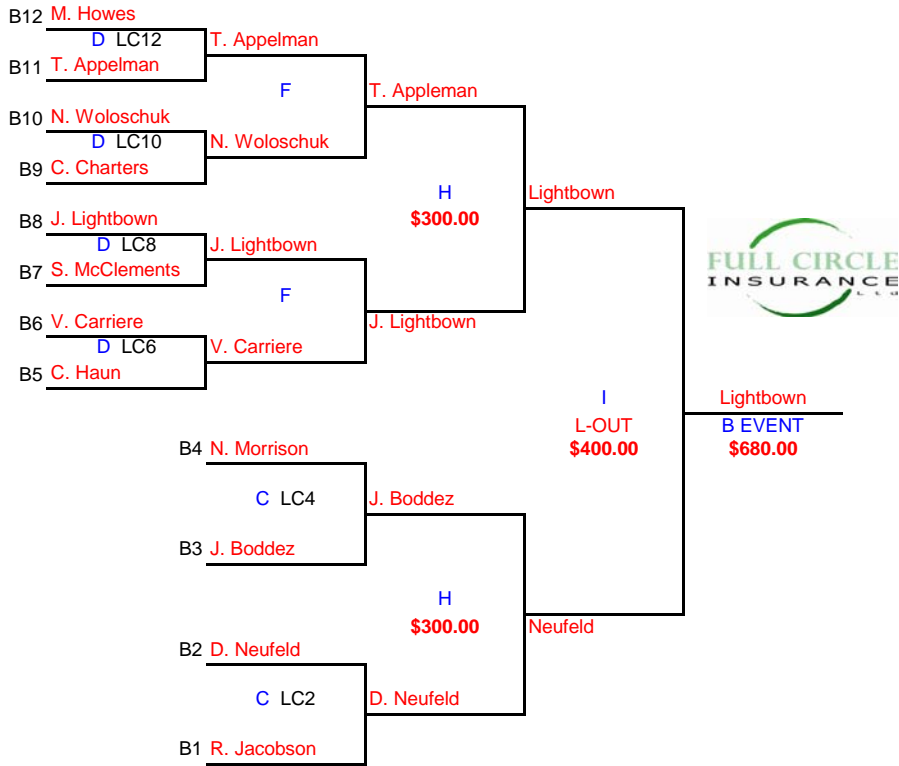 B12 M. Howes
D LC12 T. Appelman
B11 T. Appelman
F T. Appleman
B10 N. Woloschuk
D LC10 N. Woloschuk
B9 C. Charters
H Lightbown
$300.00
B8 J. Lightbown
D LC8 J. Lightbown
B7 S. McClements
F
J. Lightbown
B6 V. Carriere
D LC6 V. Carriere
B5 C. Haun
FULL CIRCLE
INSURANCE
Ltd
I Lightbown
L-OUT B EVENT
$400.00 $680.00
B4 N. Morrison
C LC4 J. Boddez
B3 J. Boddez
H
$300.00 Neufeld
B2 D. Neufeld
C LC2 D. Neufeld
B1 R. Jacobson